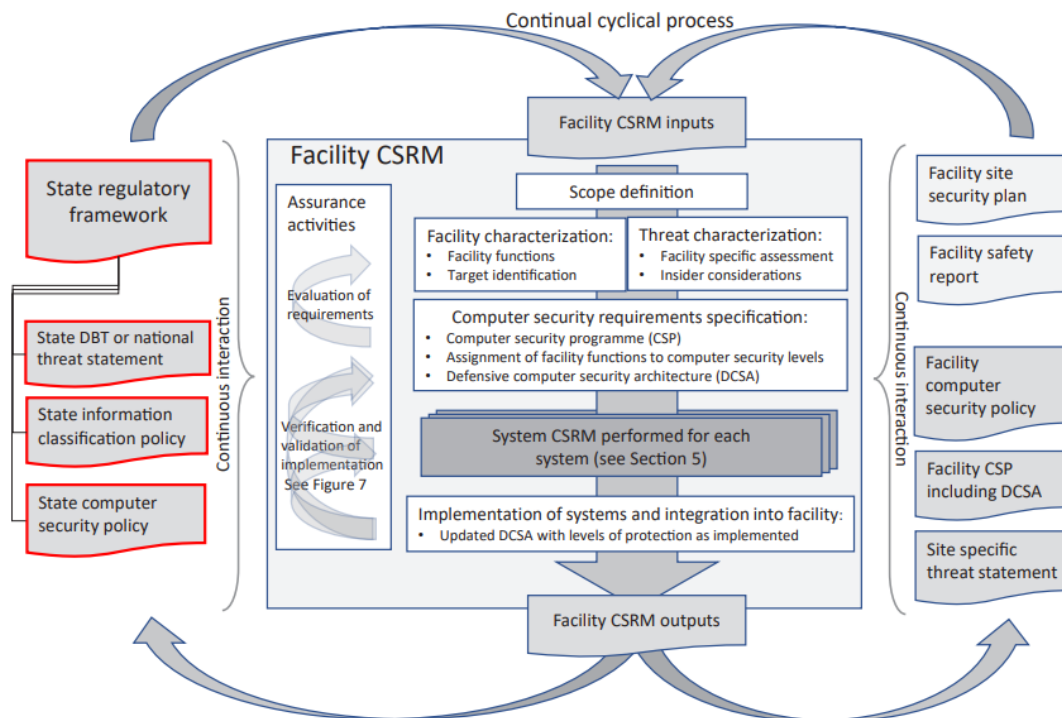 Continual cyclical process
Facility CSRM inputs
State regulatory
framework
State DBT or national
threat statement
State information
classification policy
State computer
security policy
Continuous interaction
Facility CSRM
Assurance
activities
Evaluation of
requirements
Verification and
validation of
implementation
See Figure 7
Scope definition
Facility characterization:
• Facility functions
• Target identification
Threat characterization:
• Facility specific assessment
• Insider considerations
Computer security requirements specification:
• Computer security programme (CSP)
• Assignment of facility functions to computer security levels
• Defensive computer security architecture (DCSA)
System CSRM performed for each
system (see Section 5)
Implementation of systems and integration into facility:
• Updated DCSA with levels of protection as implemented
Facility CSRM outputs
Continuous interaction
Facility site
security plan
Facility safety
report
Facility
computer
security policy
Facility CSP
including DCSA
Site specific
threat statement